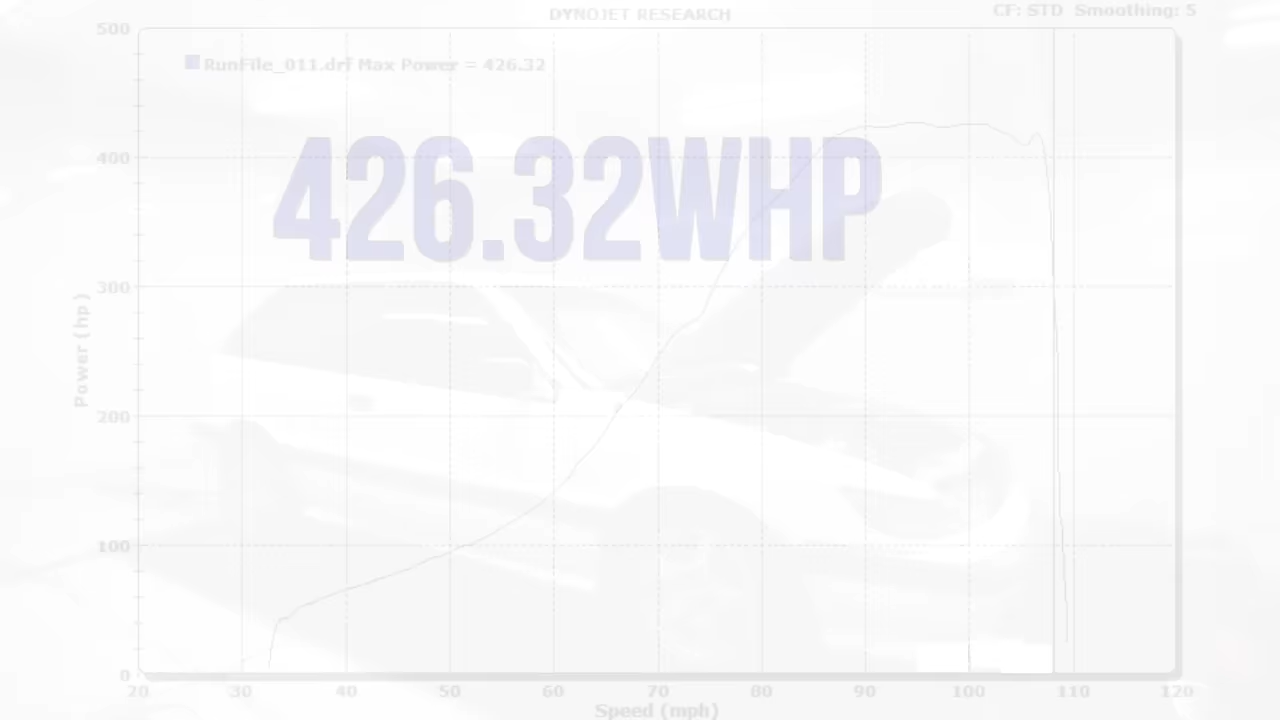 DYNOJET RESEARCH
CF: STD Smoothing: 5
RunFile_011.drf Max Power = 426.32
426.32WHP
Power (hp)
500
400
300
200
100
0
20 30 40 50 60 70 80 90 100 110 120
Speed (mph)